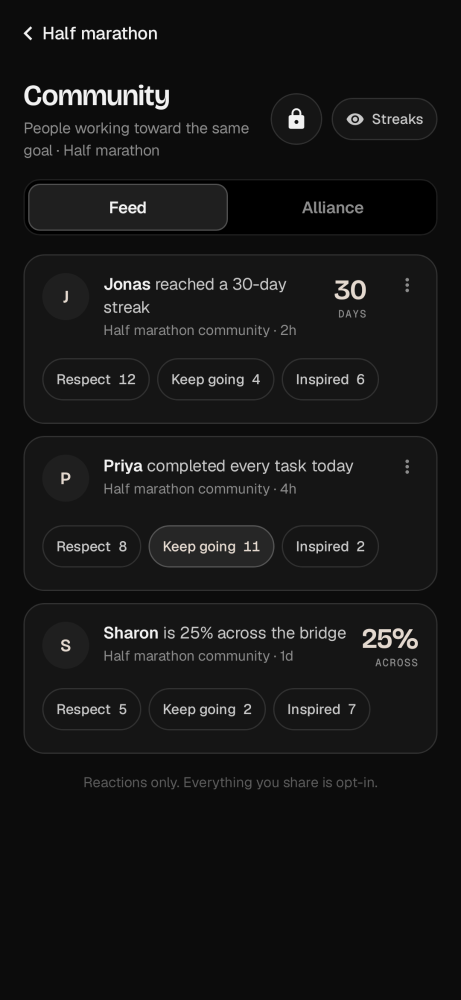 Half marathon
Community
People working toward the same
goal · Half marathon
Streaks
Feed
Alliance
J
Jonas reached a 30-day
streak
Half marathon community · 2h
30
DAYS
Respect 12
Keep going 4
Inspired 6
P
Priya completed every task today
Half marathon community · 4h
Respect 8
Keep going 11
Inspired 2
S
Sharon is 25% across the bridge
Half marathon community · 1d
25%
ACROSS
Respect 5
Keep going 2
Inspired 7
Reactions only. Everything you share is opt-in.